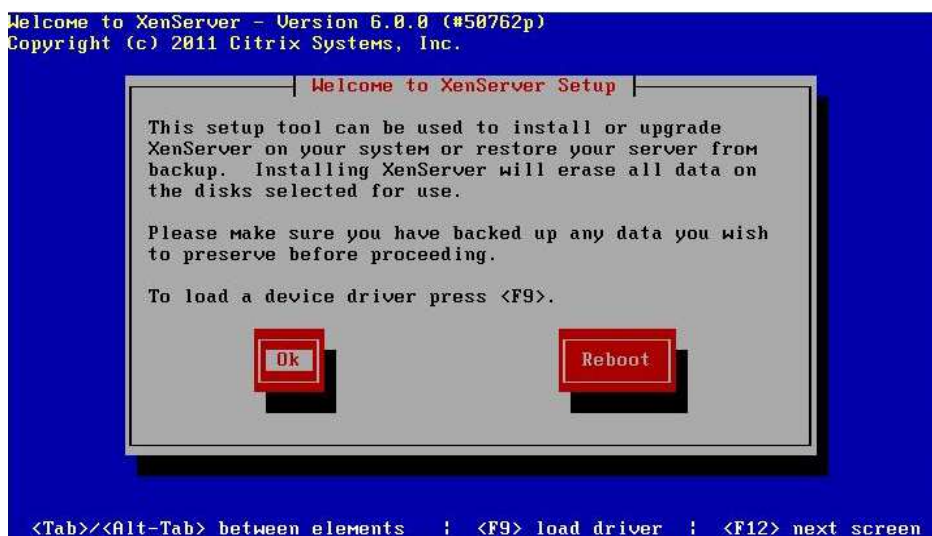 Welcome to XenServer - Version 6.0.0 (#50762p)
Copyright (c) 2011 Citrix Systems, Inc.
Welcome to XenServer Setup
This setup tool can be used to install or upgrade
XenServer on your system or restore your server from
backup.  Installing XenServer will erase all data on
the disks selected for use.
Please make sure you have backed up any data you wish
to preserve before proceeding.
To load a device driver press <F9>.
Ok
Reboot
<Tab>/<Alt-Tab> between elements   |  <F9> load driver  |  <F12> next screen